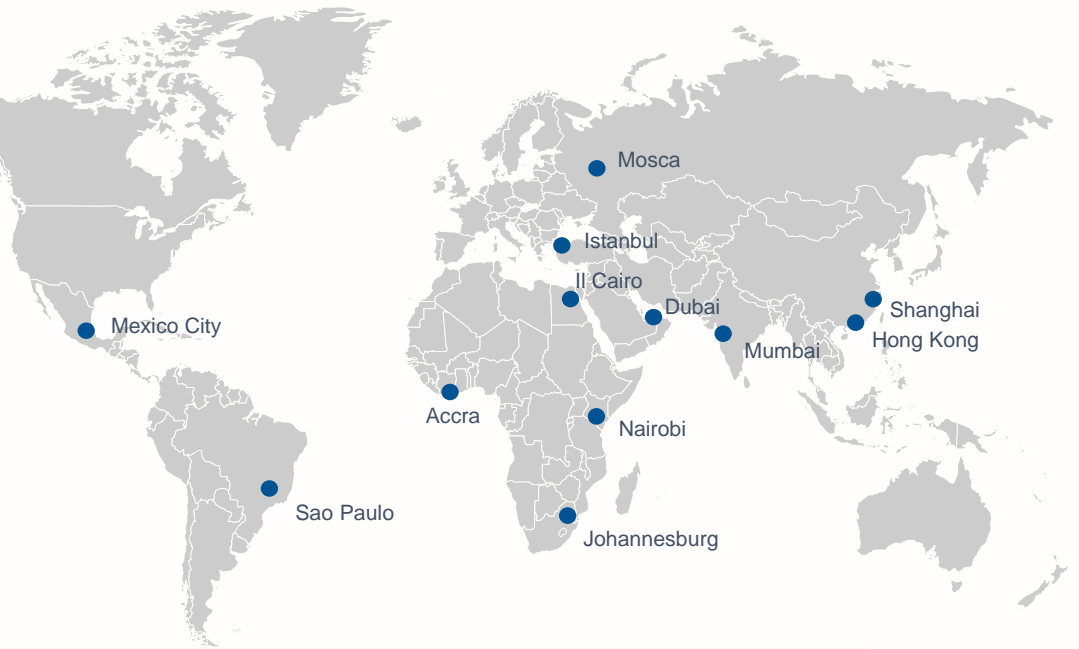 Mosca
Istanbul
Il Cairo
Dubai
Shanghai
Mexico City
Hong Kong
Mumbai
Accra
Nairobi
Sao Paulo
Johannesburg